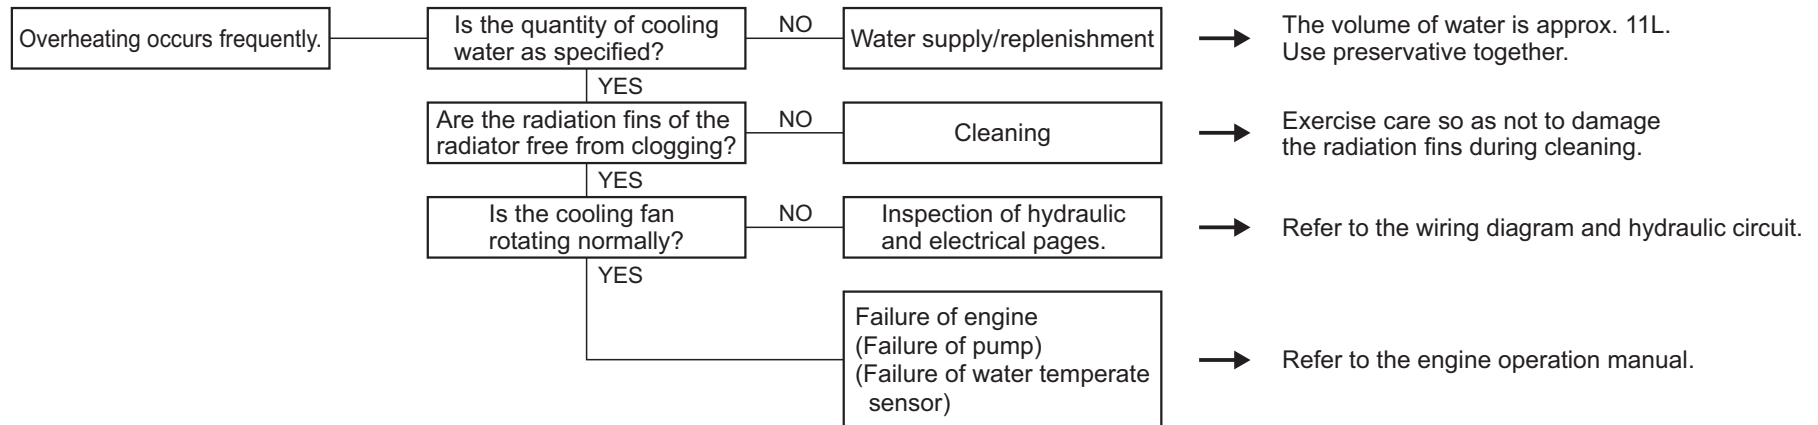 Overheating occurs frequently.
Is the quantity of cooling
water as specified?
NO
Water supply/replenishment
The volume of water is approx. 11L.
Use preservative together.
YES
Are the radiation fins of the
radiator free from clogging?
NO
Cleaning
Exercise care so as not to damage
the radiation fins during cleaning.
YES
Is the cooling fan
rotating normally?
NO
Inspection of hydraulic
and electrical pages.
Refer to the wiring diagram and hydraulic circuit.
YES
Failure of engine
(Failure of pump)
(Failure of water temperate
sensor)
Refer to the engine operation manual.